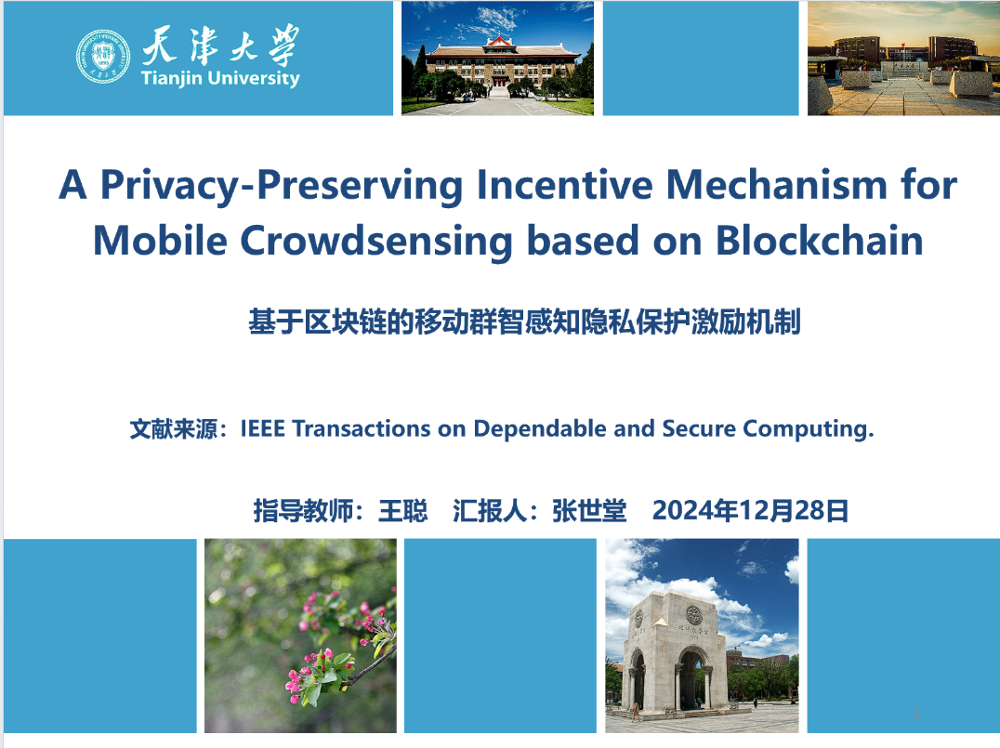 天津大学
Tianjin University
A Privacy-Preserving Incentive Mechanism for
Mobile Crowdsensing based on Blockchain
基于区块链的移动群智感知隐私保护激励机制
文献来源：IEEE Transactions on Dependable and Secure Computing.
指导教师：王聪 汇报人：张世堂 2024年12月28日
1